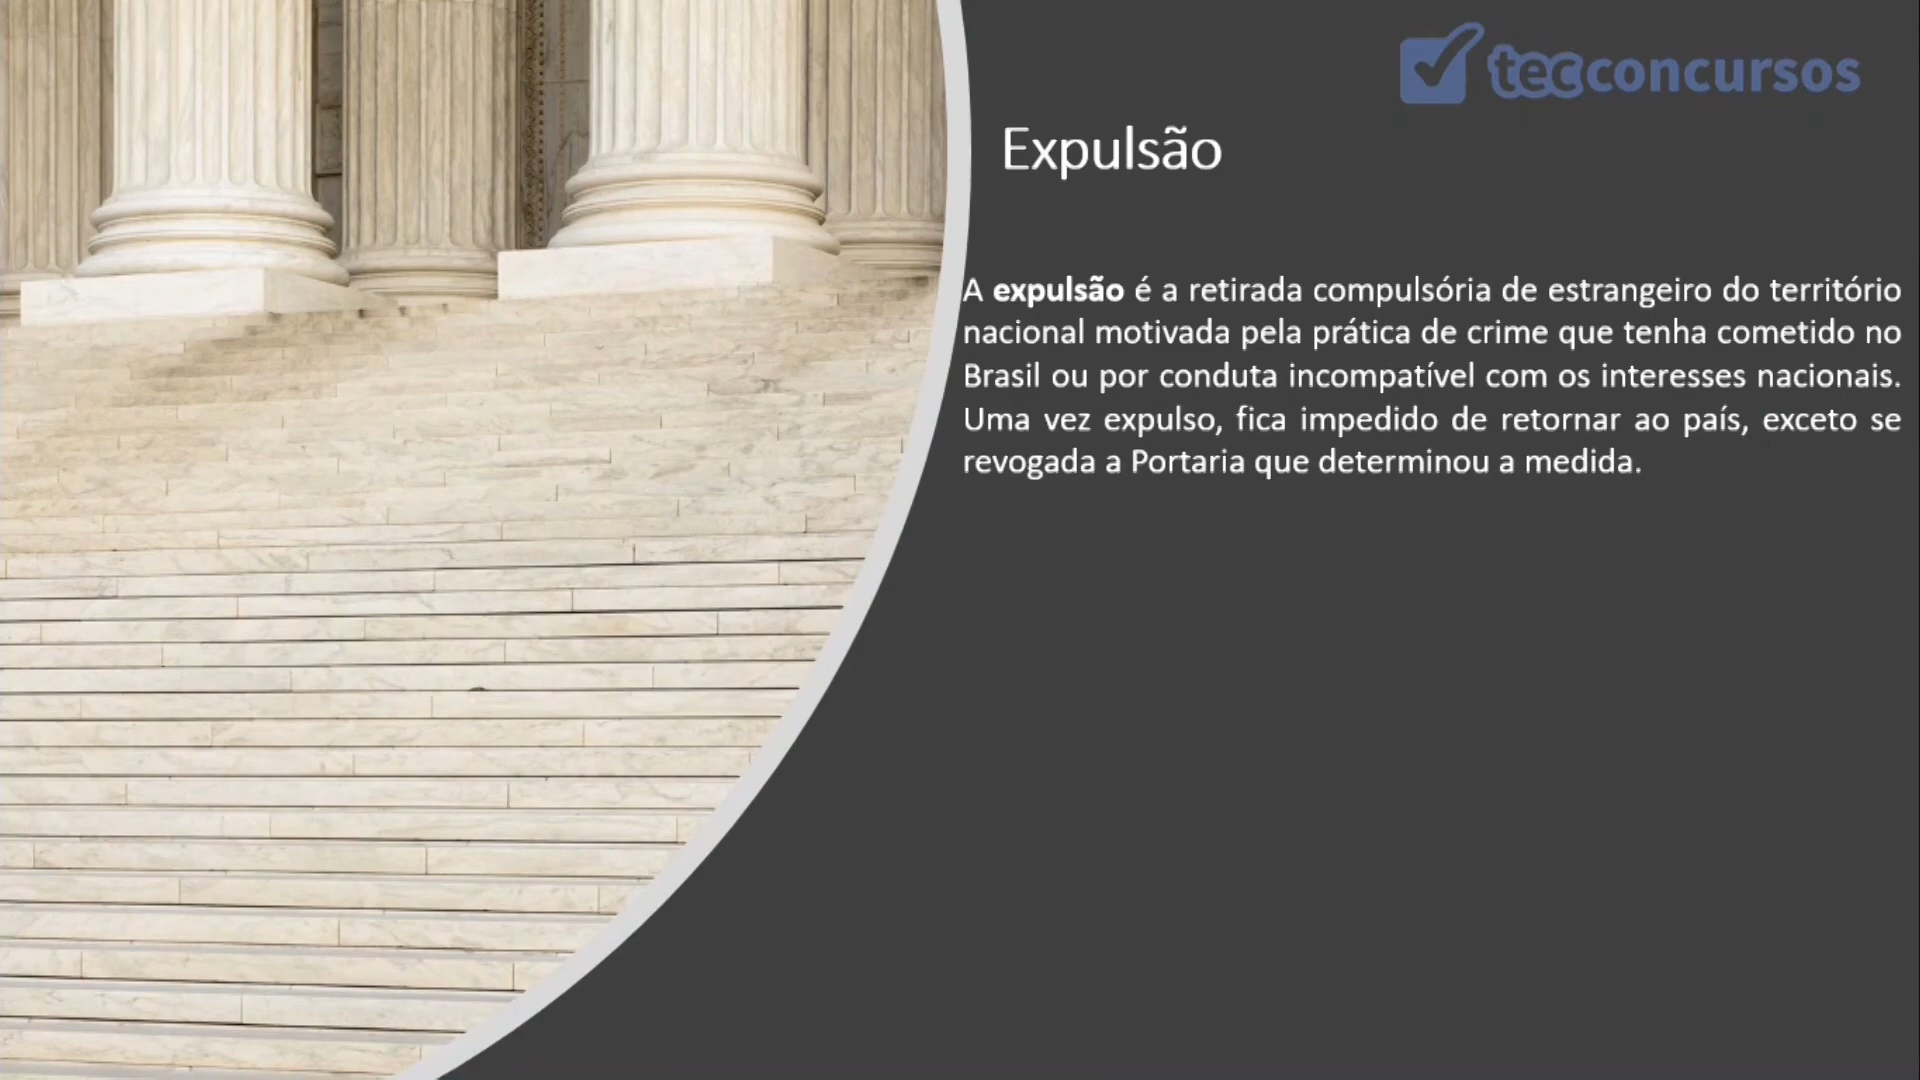 tecconcursos
Expulsão
A expulsão é a retirada compulsória de estrangeiro do território
nacional motivada pela prática de crime que tenha cometido no
Brasil ou por conduta incompatível com os interesses nacionais.
Uma vez expulso, fica impedido de retornar ao país, exceto se
revogada a Portaria que determinou a medida.